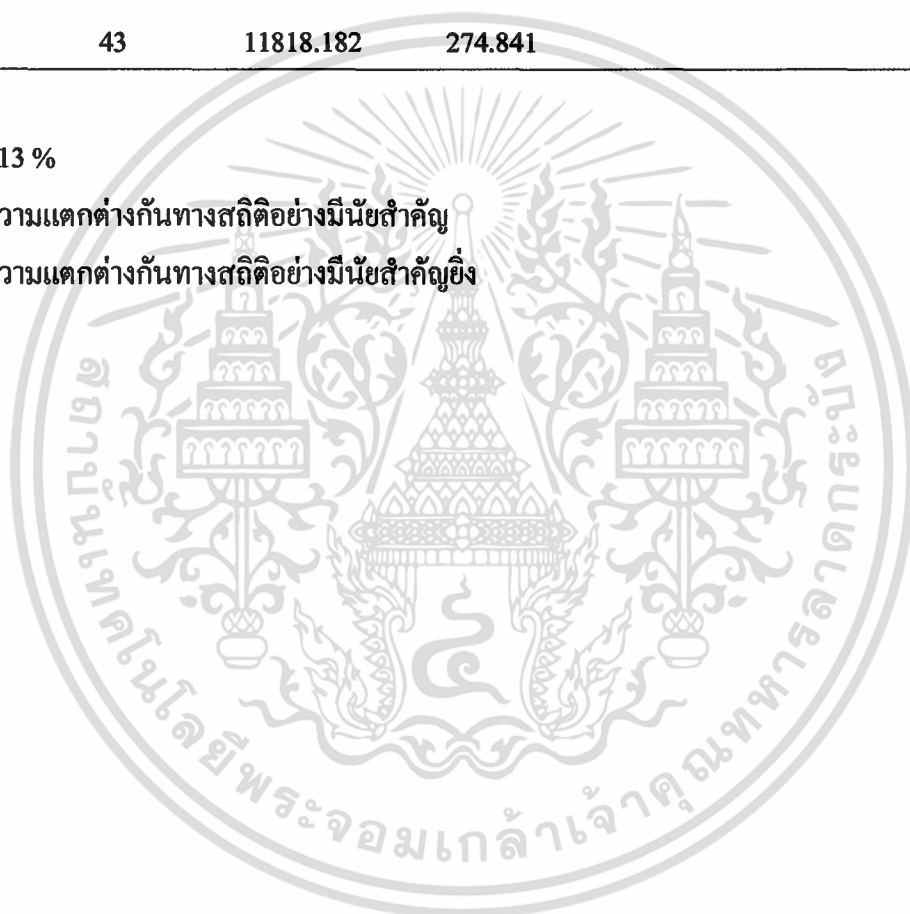 43 11818.182 274.841
13 %
วามแตกต่างกันทางสถิติอย่างมีนัยสำคัญ
วามแตกต่างกันทางสถิติอย่างมีนัยสำคัญยิ่ง
สถาบันเทคโนโลยีพระจอมเกล้าเจ้าคุณทหารลาดกระบัง